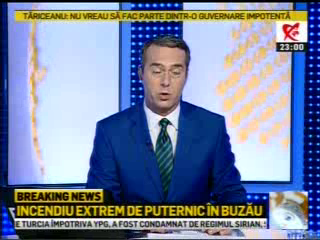 TĂRICEANU: NU VREAU SĂ FAC PARTE DINTR-O GUVERNARE IMPOTENTĂ
23:00
BREAKING NEWS
INCENDIU EXTREM DE PUTERNIC ÎN BUZĂU
E TURCIA ÎMPOTRIVA YPG, A FOST CONDAMNAT DE REGIMUL SIRIAN,